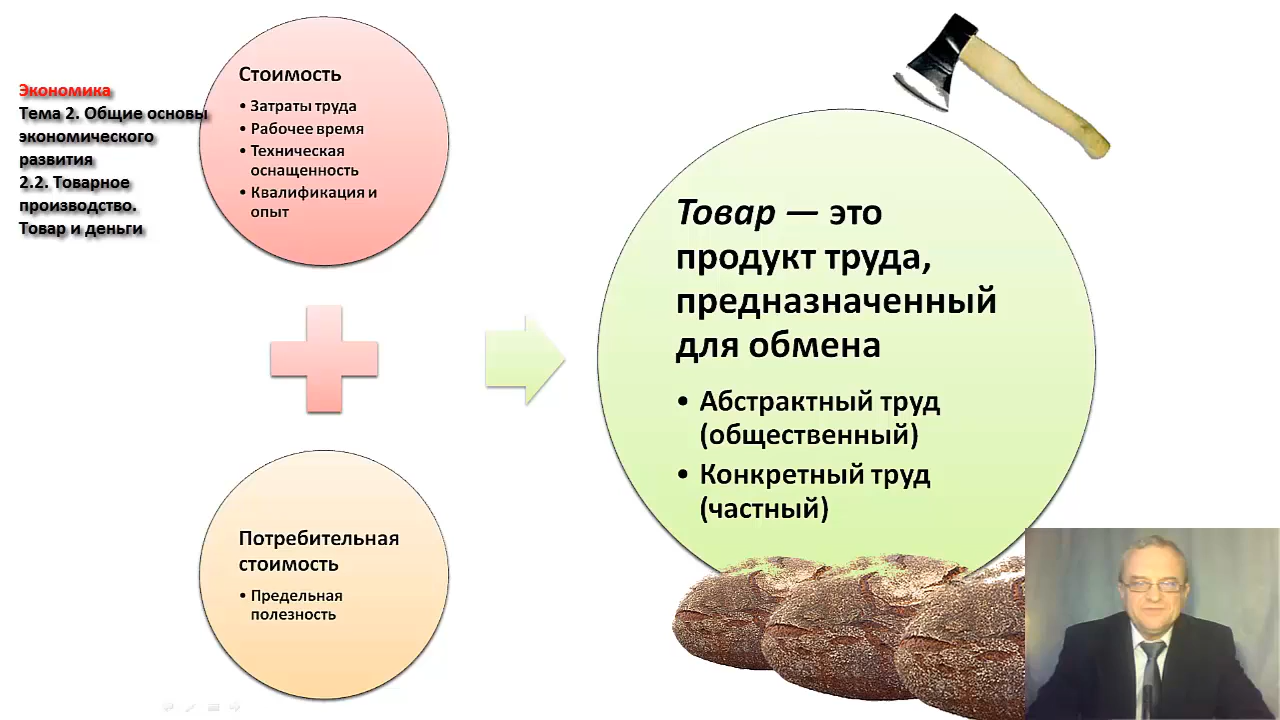 Экономика
Тема 2. Общие основы
экономического
развития
2.2. Товарное
производство.
Товар и деньги
Стоимость
• Затраты труда
• Рабочее время
• Техническая
оснащенность
• Квалификация и
опыт
Потребительная
стоимость
• Предельная
полезность
Товар — это
продукт труда,
предназначенный
для обмена
• Абстрактный труд
(общественный)
• Конкретный труд
(частный)